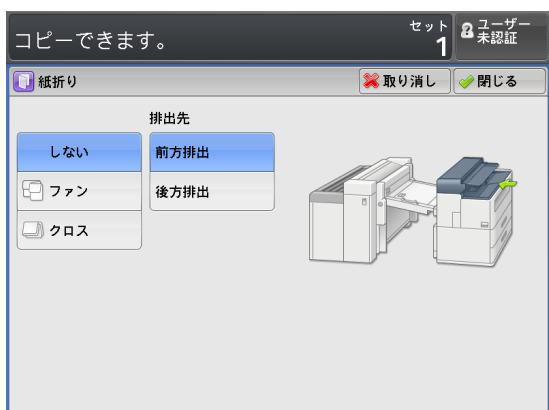 コピーできます。
セット
1
ユーザー
未認証
紙折り
取り消し
閉じる
排出先
しない
前方排出
ファン
後方排出
クロス